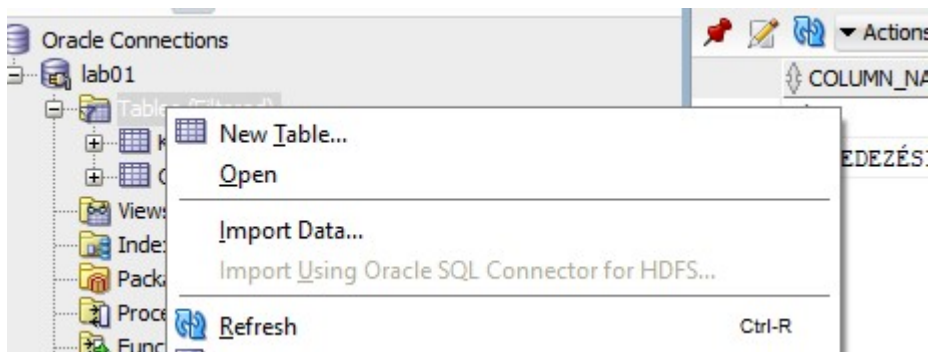 Oracle Connections
Actions
lab01
COLUMN_NA
Tables (Filtered)
New Table...
Open
EDEZÉSI
Views
Import Data...
Import Using Oracle SQL Connector for HDFS...
Refresh Ctrl-R